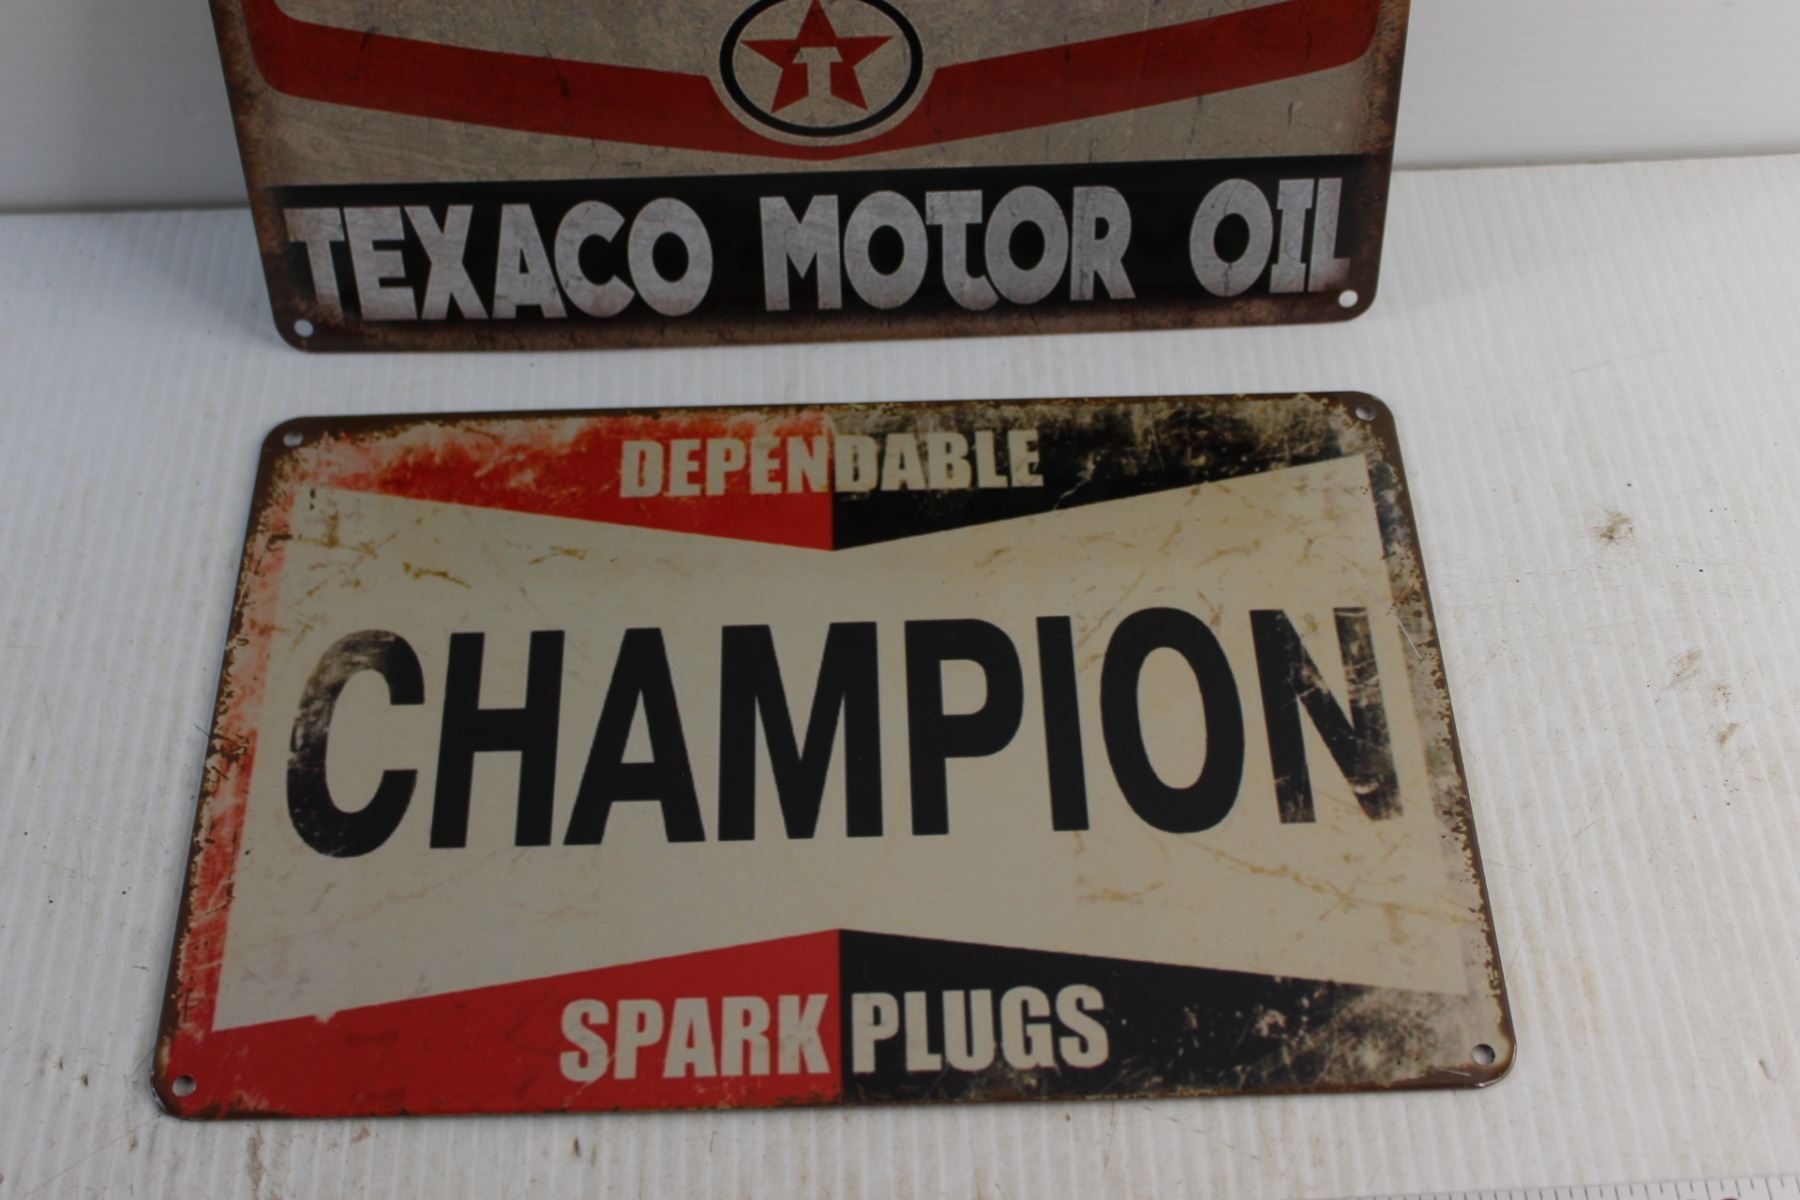 T
TEXACO MOTOR OIL
DEPENDABLE
CHAMPION
SPARK PLUGS